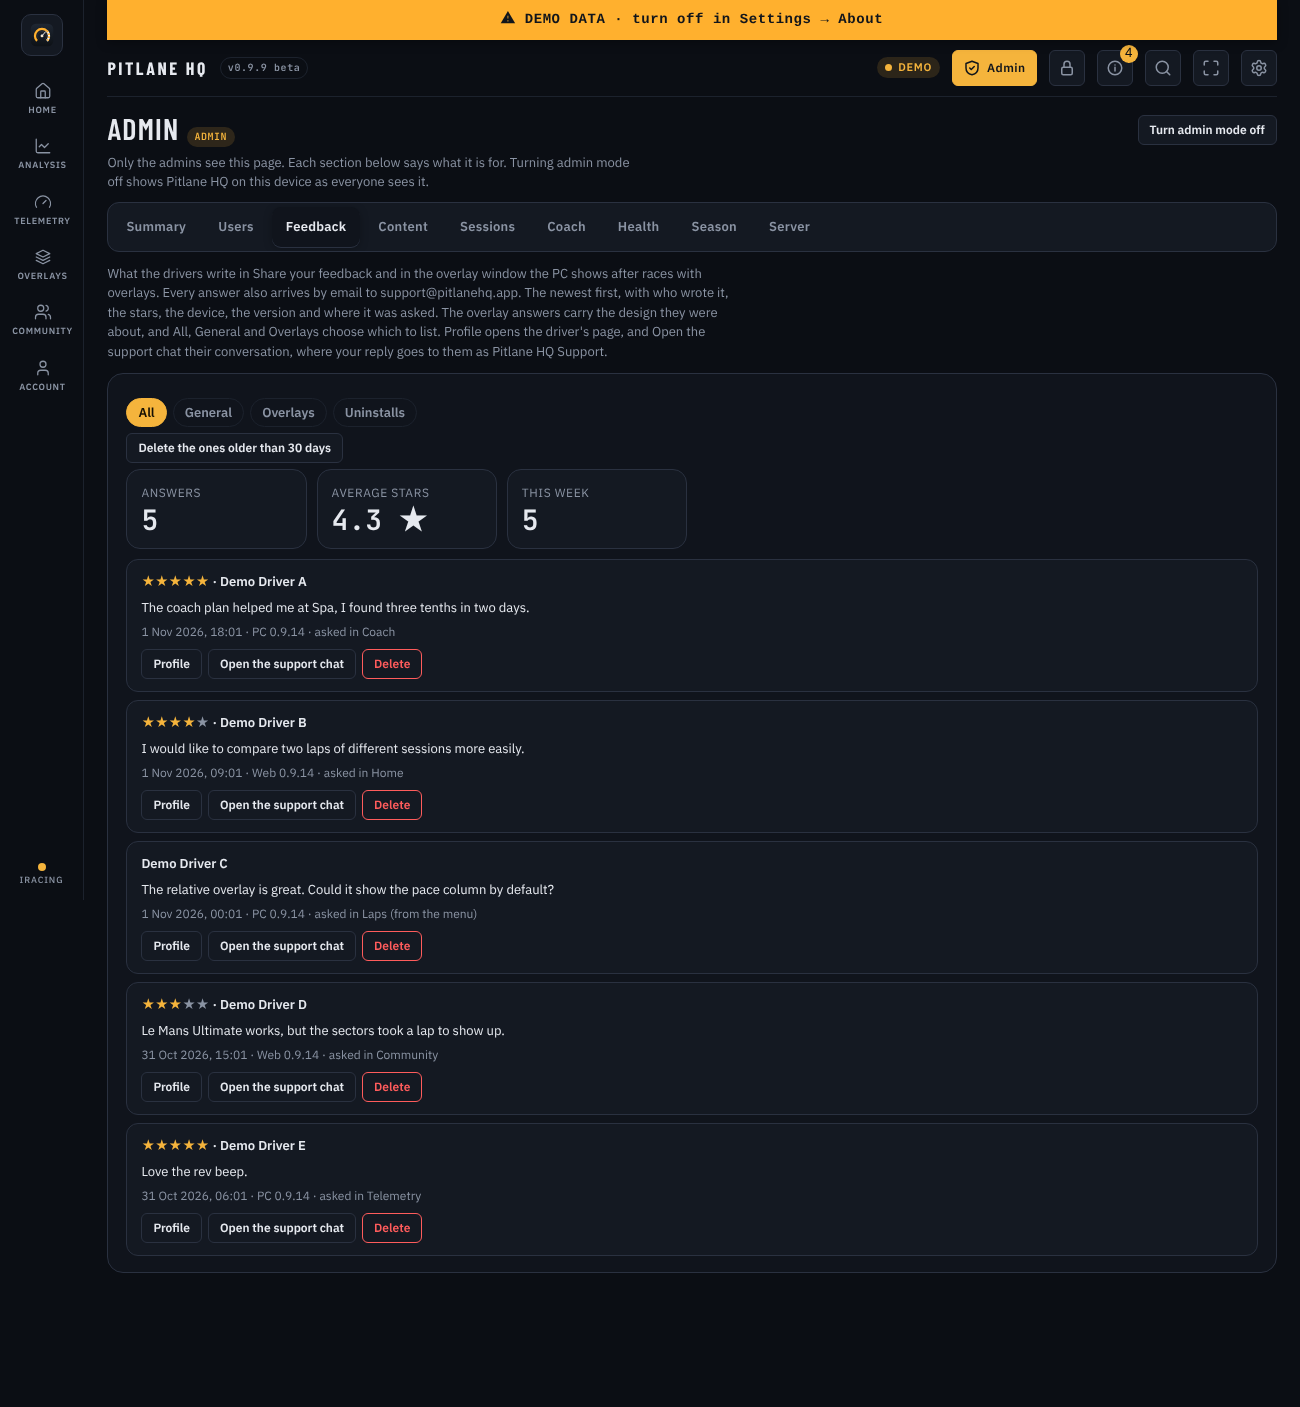 ⚠ DEMO DATA · turn off in Settings → About
PITLANE HQ
v0.9.9 beta
DEMO
Admin
4
HOME
ANALYSIS
TELEMETRY
OVERLAYS
COMMUNITY
ACCOUNT
IRACING
ADMIN
ADMIN
Turn admin mode off
Only the admins see this page. Each section below says what it is for. Turning admin mode
off shows Pitlane HQ on this device as everyone sees it.
Summary
Users
Feedback
Content
Sessions
Coach
Health
Season
Server
What the drivers write in Share your feedback and in the overlay window the PC shows after races with
overlays. Every answer also arrives by email to support@pitlanehq.app. The newest first, with who wrote it,
the stars, the device, the version and where it was asked. The overlay answers carry the design they were
about, and All, General and Overlays choose which to list. Profile opens the driver's page, and Open the
support chat their conversation, where your reply goes to them as Pitlane HQ Support.
All
General
Overlays
Uninstalls
Delete the ones older than 30 days
ANSWERS
5
AVERAGE STARS
4.3 ★
THIS WEEK
5
★★★★★ · Demo Driver A
The coach plan helped me at Spa, I found three tenths in two days.
1 Nov 2026, 18:01 · PC 0.9.14 · asked in Coach
Profile
Open the support chat
Delete
★★★★★ · Demo Driver B
I would like to compare two laps of different sessions more easily.
1 Nov 2026, 09:01 · Web 0.9.14 · asked in Home
Profile
Open the support chat
Delete
Demo Driver C
The relative overlay is great. Could it show the pace column by default?
1 Nov 2026, 00:01 · PC 0.9.14 · asked in Laps (from the menu)
Profile
Open the support chat
Delete
★★★★★ · Demo Driver D
Le Mans Ultimate works, but the sectors took a lap to show up.
31 Oct 2026, 15:01 · Web 0.9.14 · asked in Community
Profile
Open the support chat
Delete
★★★★★ · Demo Driver E
Love the rev beep.
31 Oct 2026, 06:01 · PC 0.9.14 · asked in Telemetry
Profile
Open the support chat
Delete